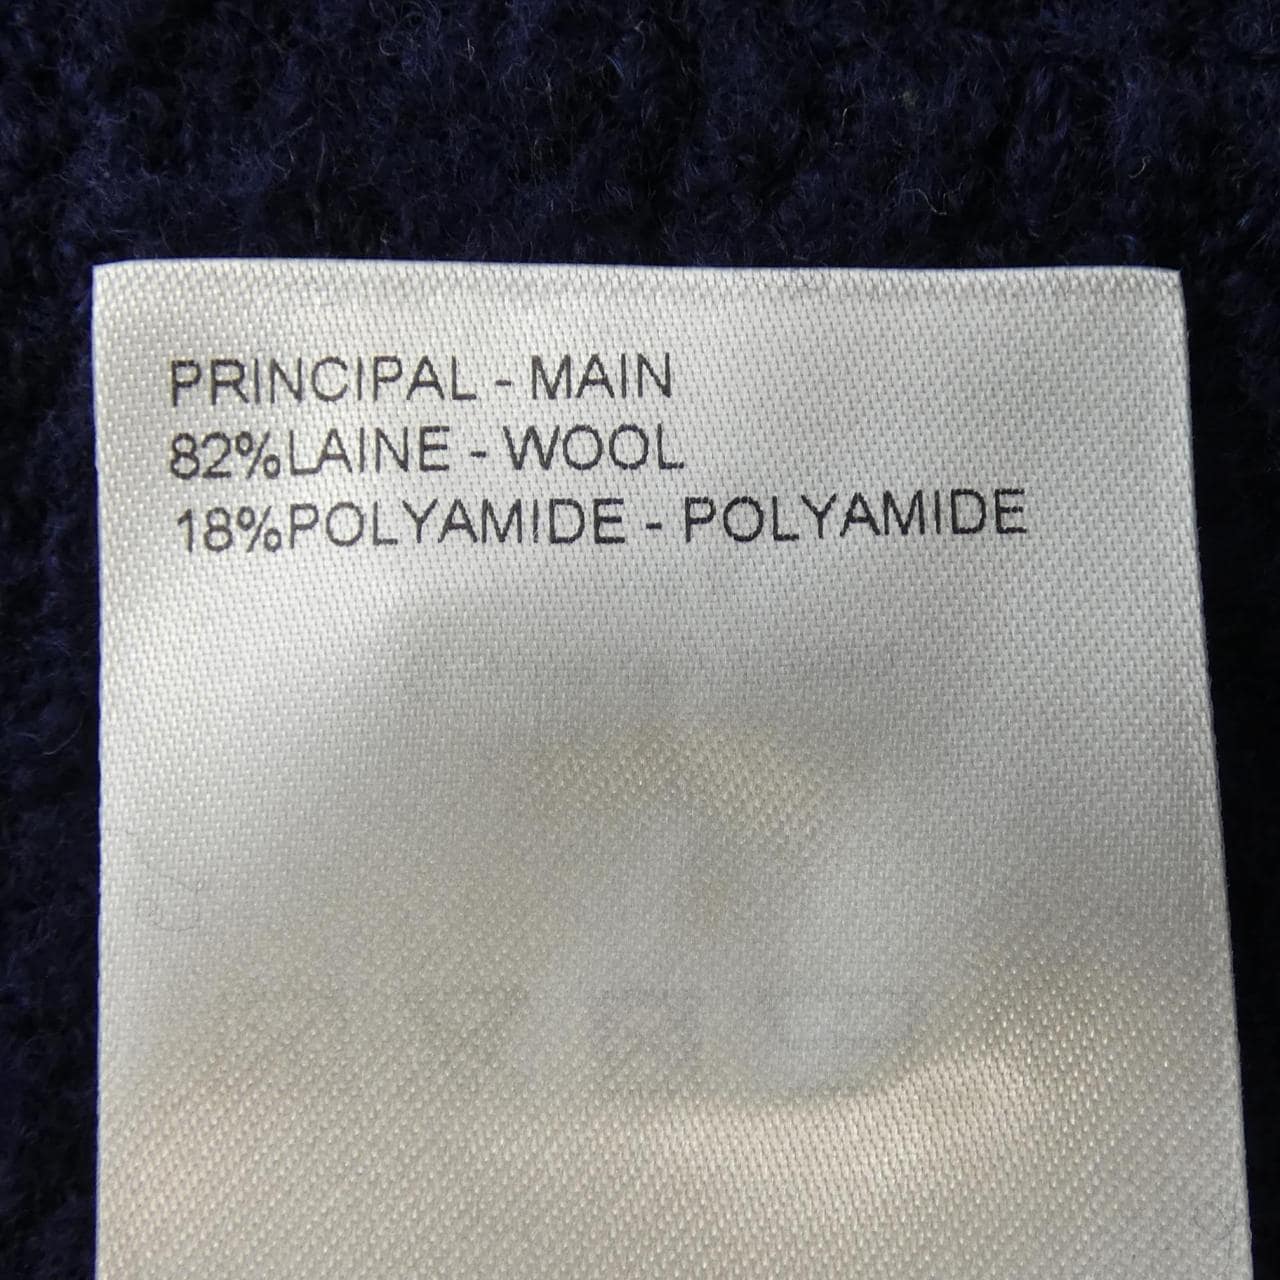 PRINCIPAL - MAIN
82%LAINE - WOOL
18%POLYAMIDE - POLYAMIDE